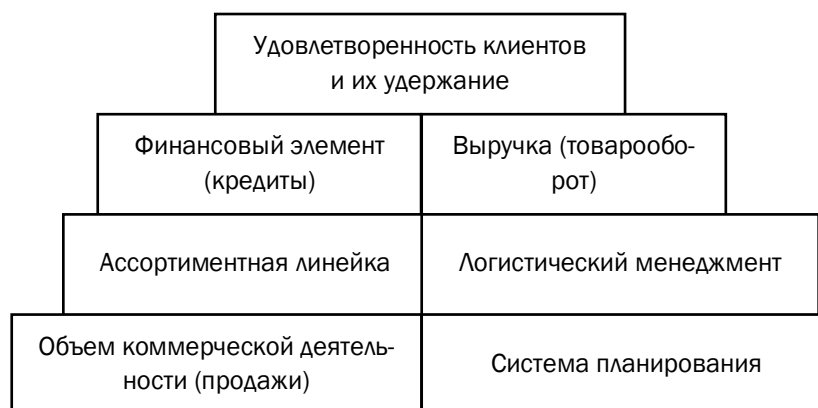 Удовлетворенность клиентов
и их удержание
Финансовый элемент
(кредиты)
Выручка (товарообо-
рот)
Ассортиментная линейка
Логистический менеджмент
Объем коммерческой деятель-
ности (продажи)
Система планирования